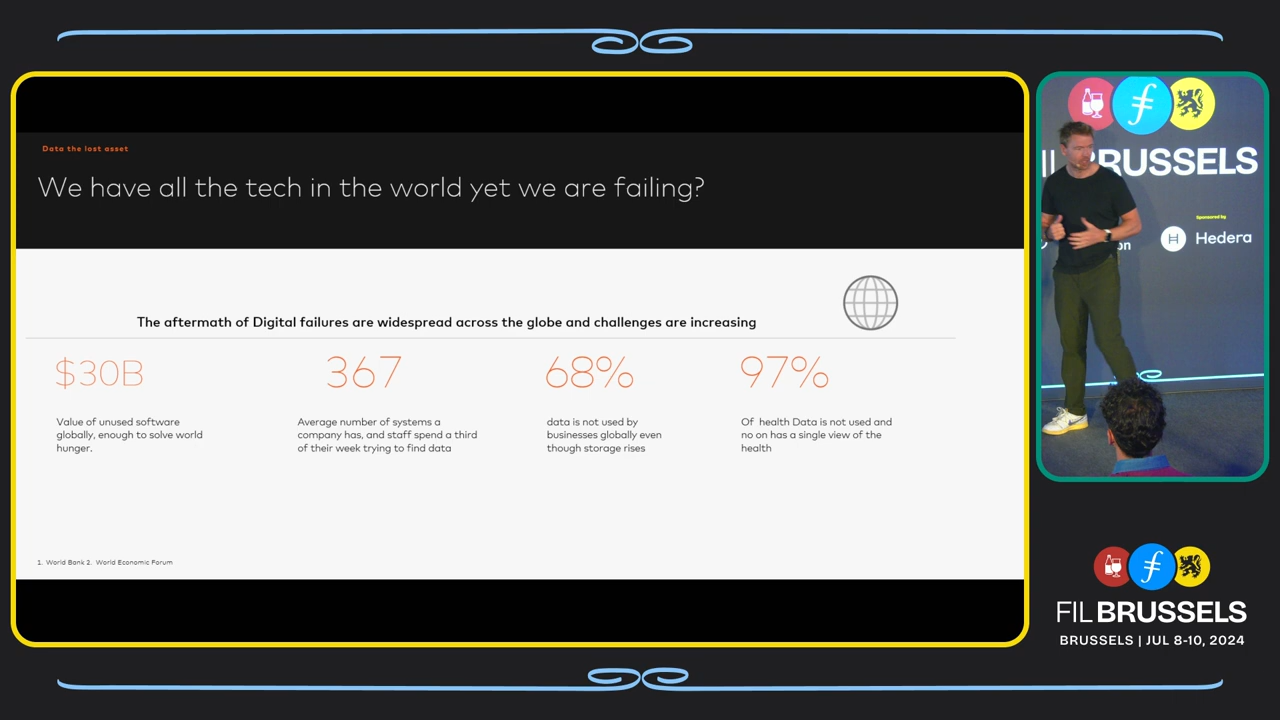 Data the lost asset
We have all the tech in the world yet we are failing?
The aftermath of Digital failures are widespread across the globe and challenges are increasing
$30B
Value of unused software
globally, enough to solve world
hunger.
367
Average number of systems a
company has, and staff spend a third
of their week trying to find data
68%
data is not used by
businesses globally even
though storage rises
97%
Of health Data is not used and
no on has a single view of the
health
1. World Bank 2. World Economic Forum
BRUSSELS
Sponsored by
on
Hedera
FIL BRUSSELS
BRUSSELS | JUL 8-10, 2024